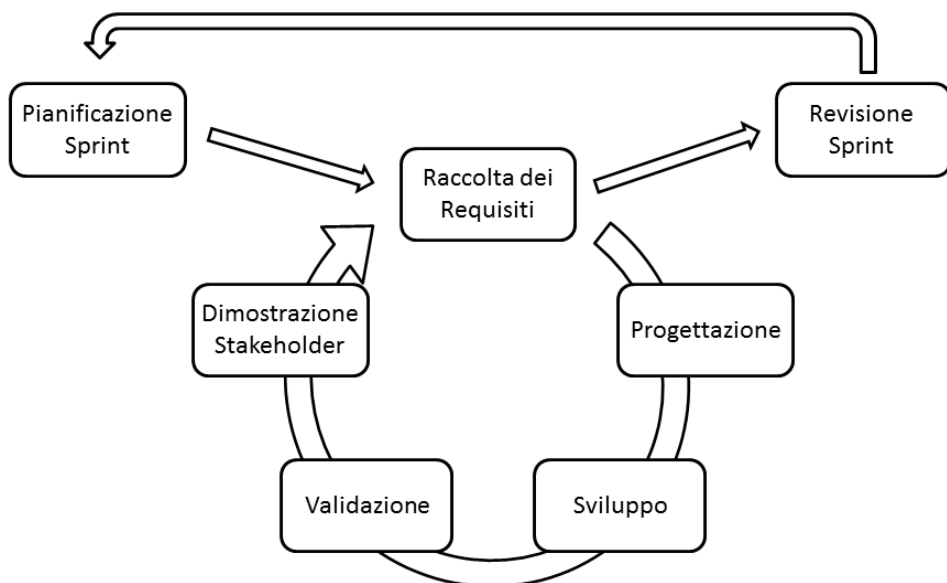 Pianificazione
Sprint
Revisione
Sprint
Raccolta dei
Requisiti
Dimostrazione
Stakeholder
Progettazione
Validazione
Sviluppo